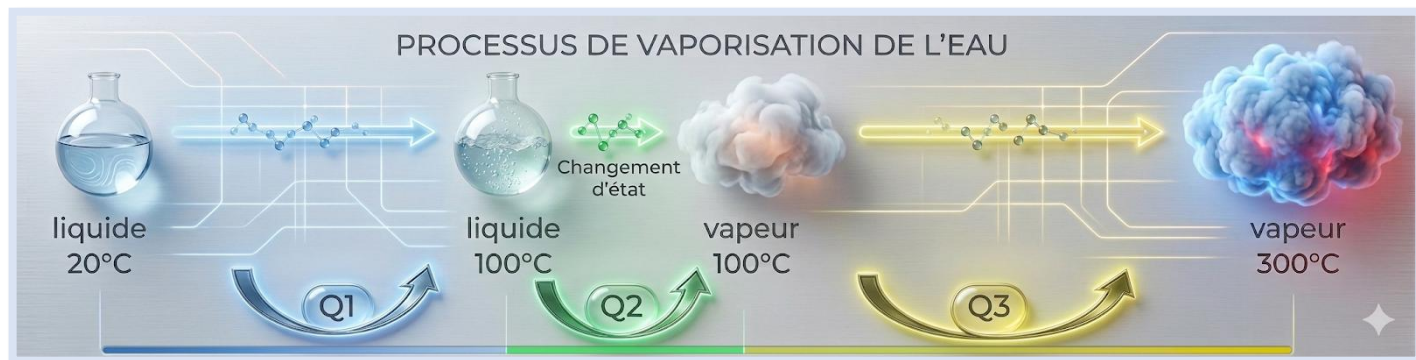 PROCESSUS DE VAPORISATION DE L'EAU
Changement
d'état
liquide
20°C
liquide
100°C
vapeur
100°C
vapeur
300°C
Q1
Q2
Q3